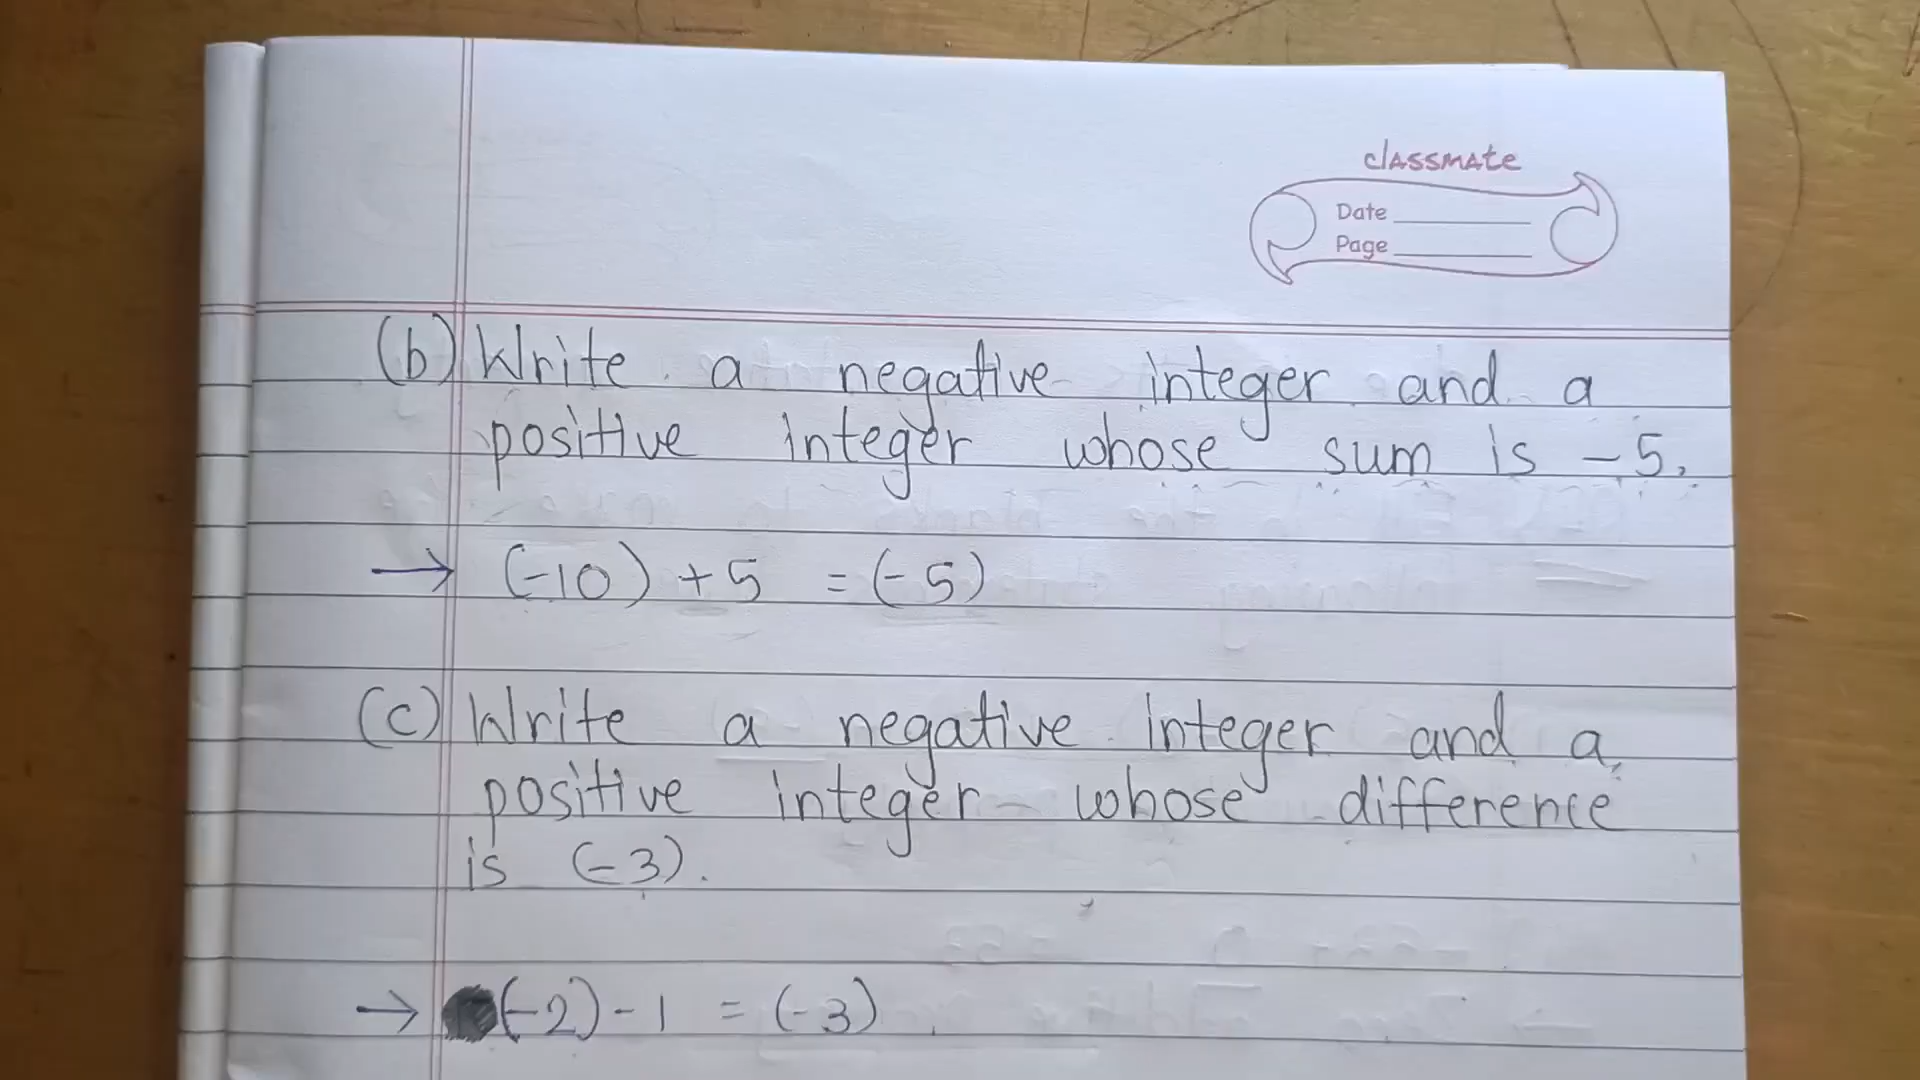 classmate
Date
Page
(b) Write a negative integer and a
positive integer whose sum is -5.
→ (-10) + 5 = (-5)
(c) Write a negative integer and a
positive integer whose difference
is (-3).
→ (-2) - 1 = (-3)